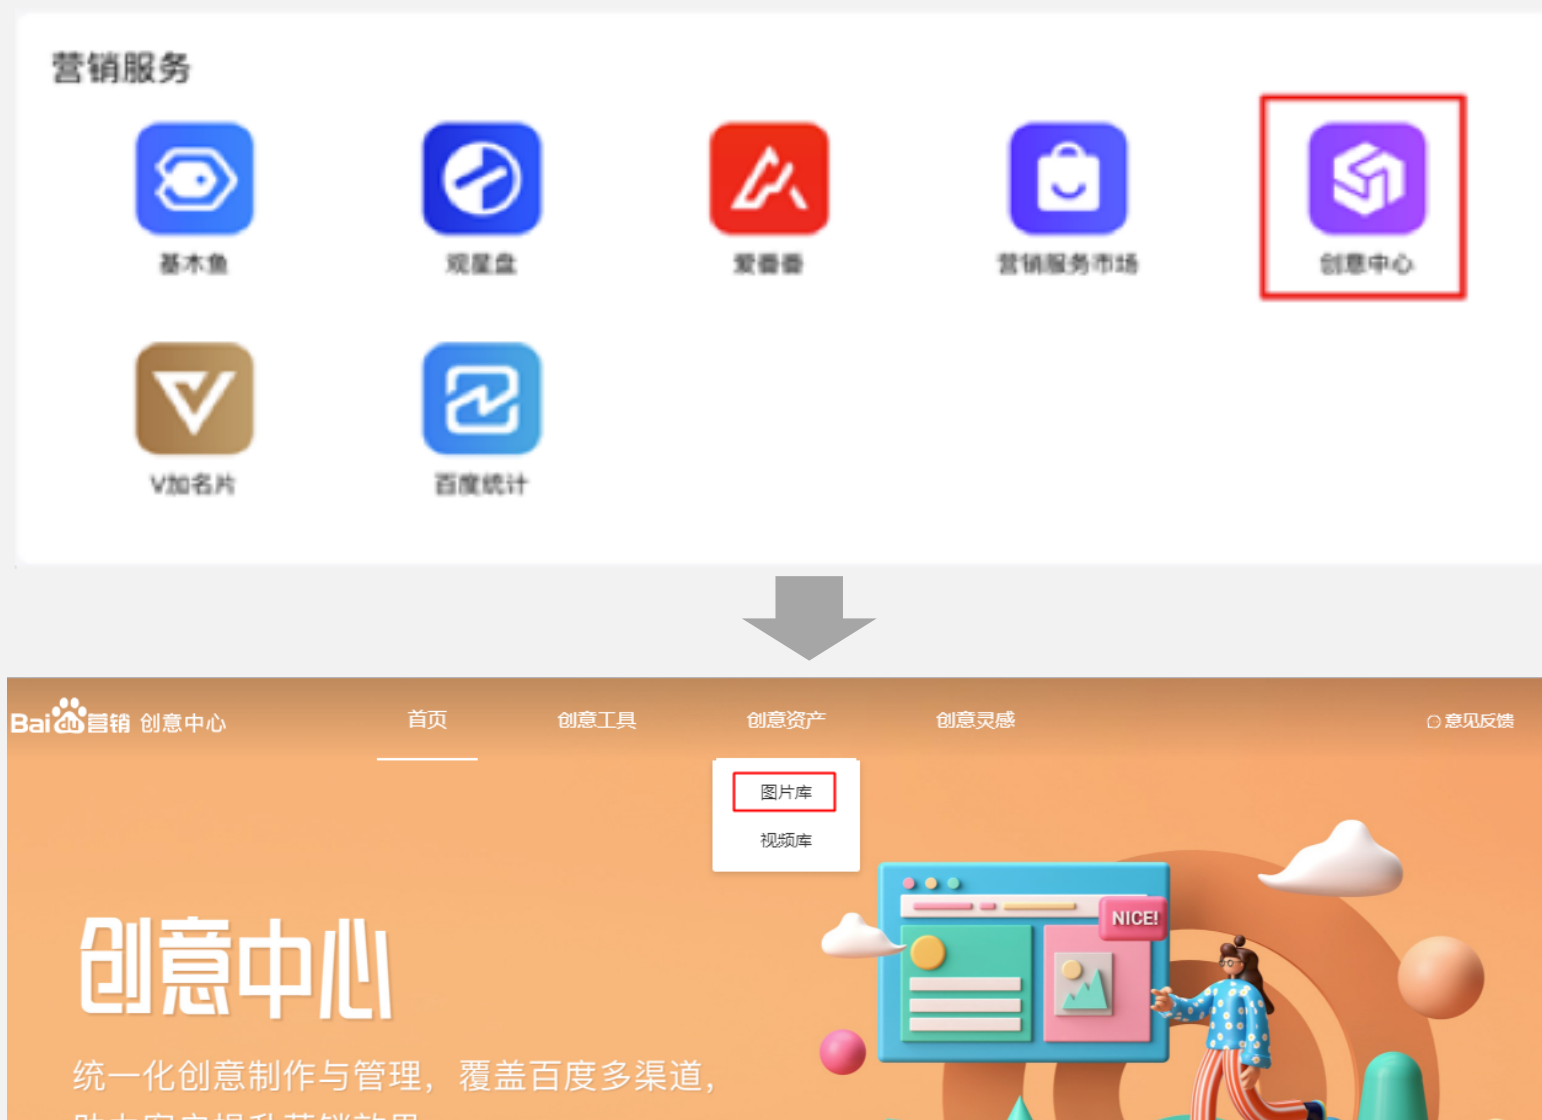 营销服务
基木鱼
观星盘
爱番番
营销服务市场
创意中心
V加名片
百度统计
Bai du 营销 创意中心
首页
创意工具
创意资产
创意灵感
意见反馈
图片库
视频库
NICE!
创意中心
统一化创意制作与管理，覆盖百度多渠道，